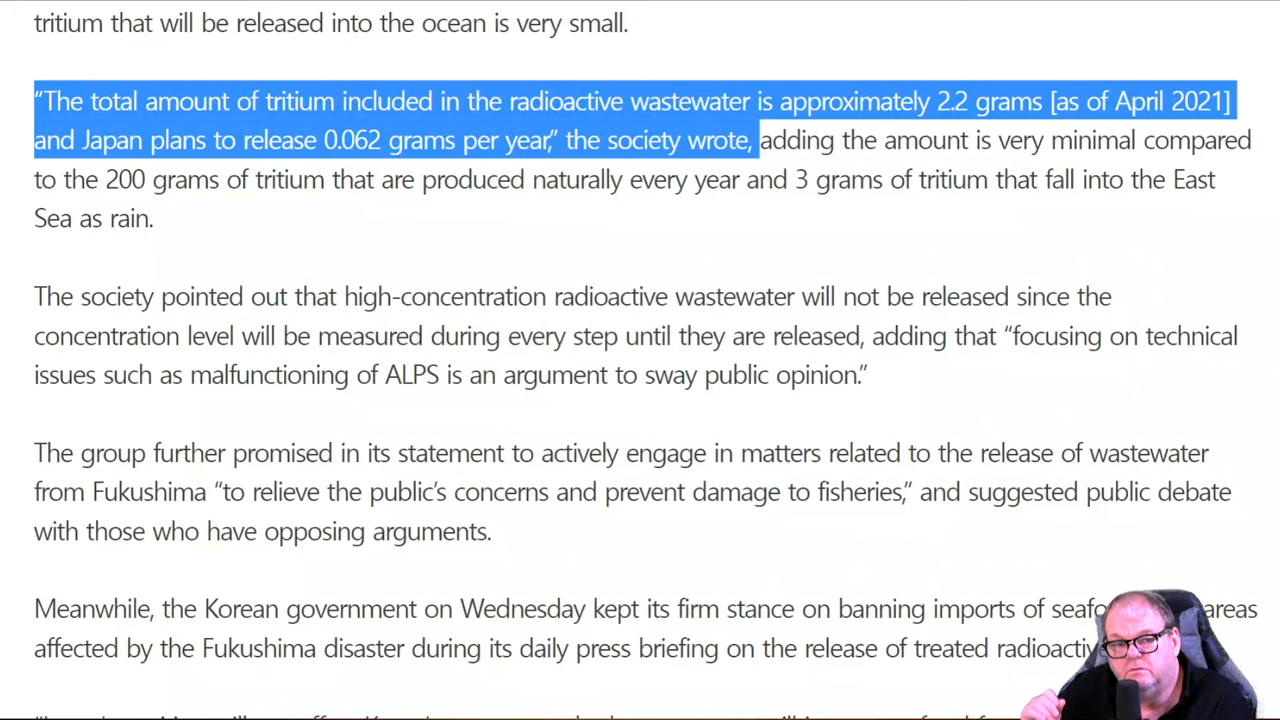 tritium that will be released into the ocean is very small.
“The total amount of tritium included in the radioactive wastewater is approximately 2.2 grams [as of April 2021]
and Japan plans to release 0.062 grams per year,” the society wrote, adding the amount is very minimal compared
to the 200 grams of tritium that are produced naturally every year and 3 grams of tritium that fall into the East
Sea as rain.
The society pointed out that high-concentration radioactive wastewater will not be released since the
concentration level will be measured during every step until they are released, adding that “focusing on technical
issues such as malfunctioning of ALPS is an argument to sway public opinion.”
The group further promised in its statement to actively engage in matters related to the release of wastewater
from Fukushima “to relieve the public’s concerns and prevent damage to fisheries,” and suggested public debate
with those who have opposing arguments.
Meanwhile, the Korean government on Wednesday kept its firm stance on banning imports of areas
affected by the Fukushima disaster during its daily press briefing on the release of treated